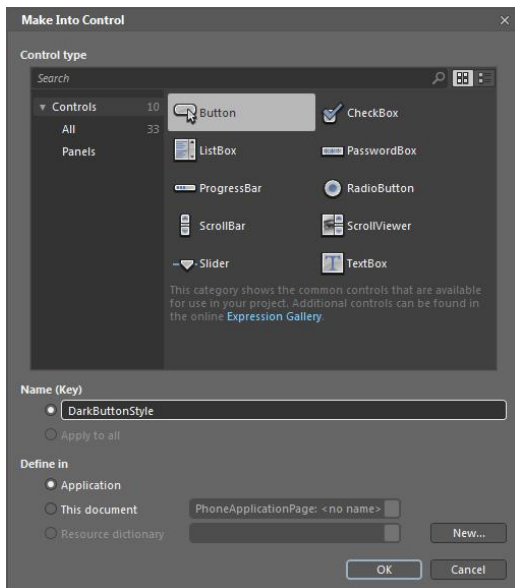 Make Into Control
Control type
Search
Controls 10
All 33
Panels
Button
CheckBox
ListBox
PasswordBox
ProgressBar
RadioButton
ScrollBar
ScrollViewer
Slider
TextBox
This category shows the common controls that are available
for use in your project. Additional controls can be found in
the online Expression Gallery.
Name (Key)
DarkButtonStyle
Apply to all
Define in
Application
This document PhoneApplicationPage: <no name>
Resource dictionary New...
OK Cancel